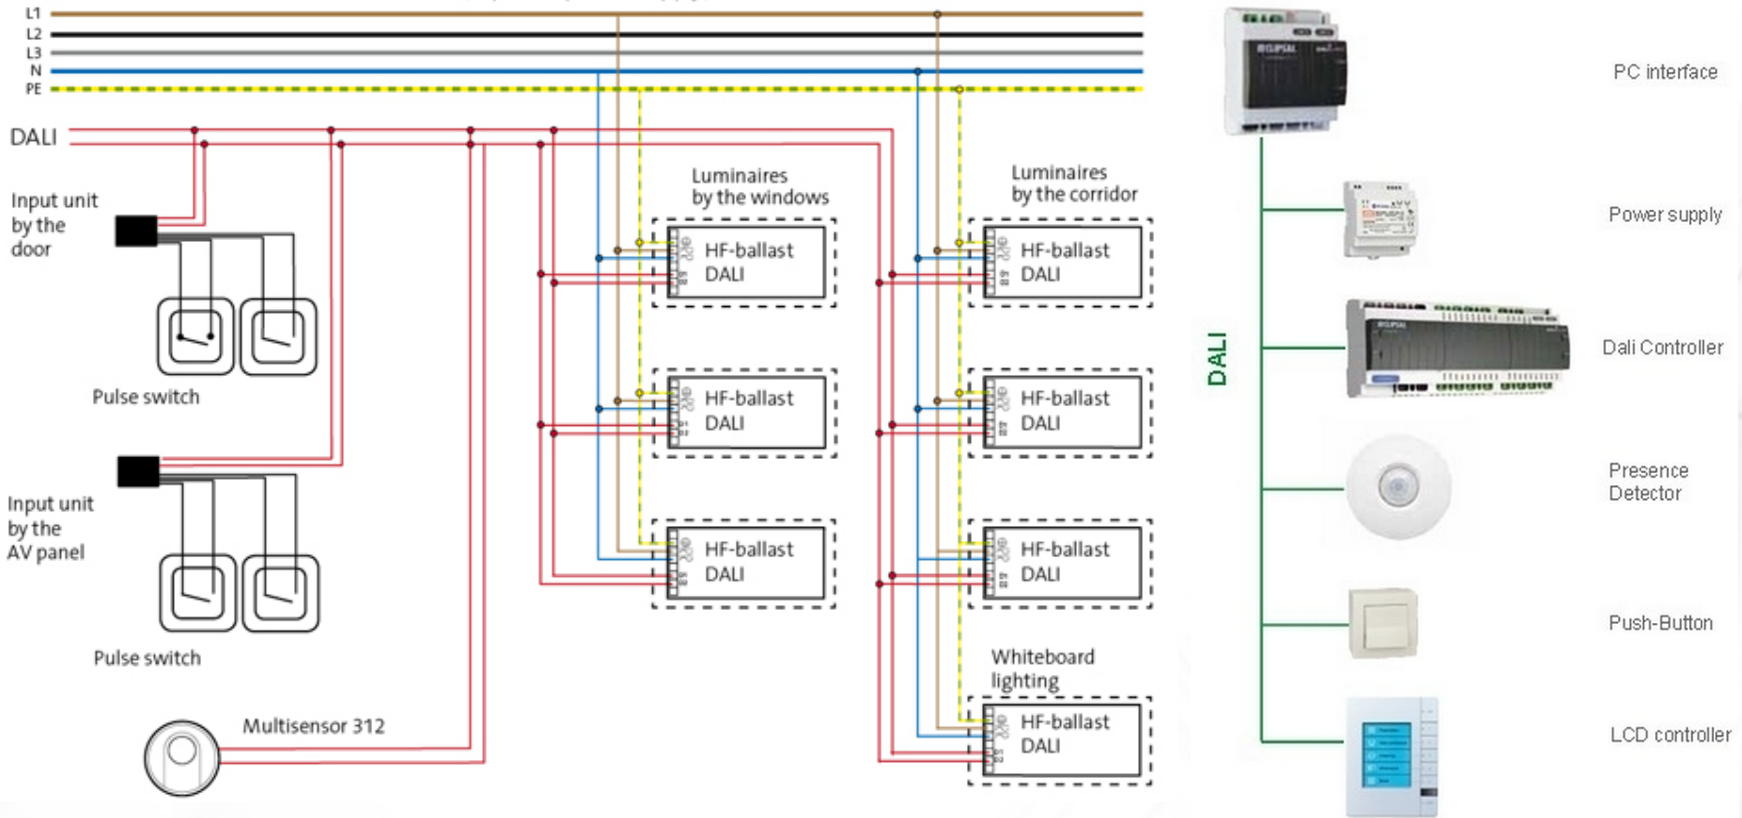 L1
L2
L3
N
PE
DALI
Input unit
by the
door
Pulse switch
Input unit
by the
AV panel
Pulse switch
Multisensor 312
Luminaires
by the windows
HF-ballast
DALI
HF-ballast
DALI
HF-ballast
DALI
Luminaires
by the corridor
HF-ballast
DALI
HF-ballast
DALI
HF-ballast
DALI
Whiteboard
lighting
HF-ballast
DALI
DALI
PC interface
Power supply
Dali Controller
Presence
Detector
Push-Button
LCD controller